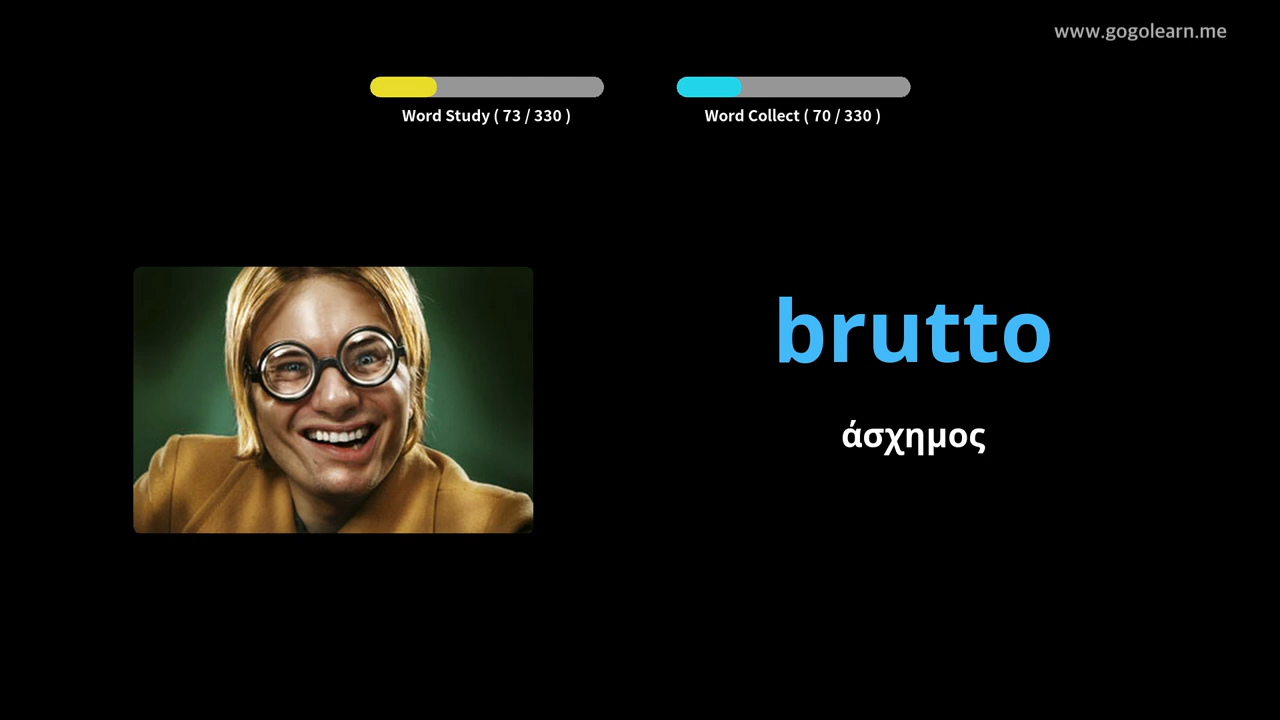 www.gogolearn.me
Word Study ( 73 / 330 )
Word Collect ( 70 / 330 )
brutto
άσχημος